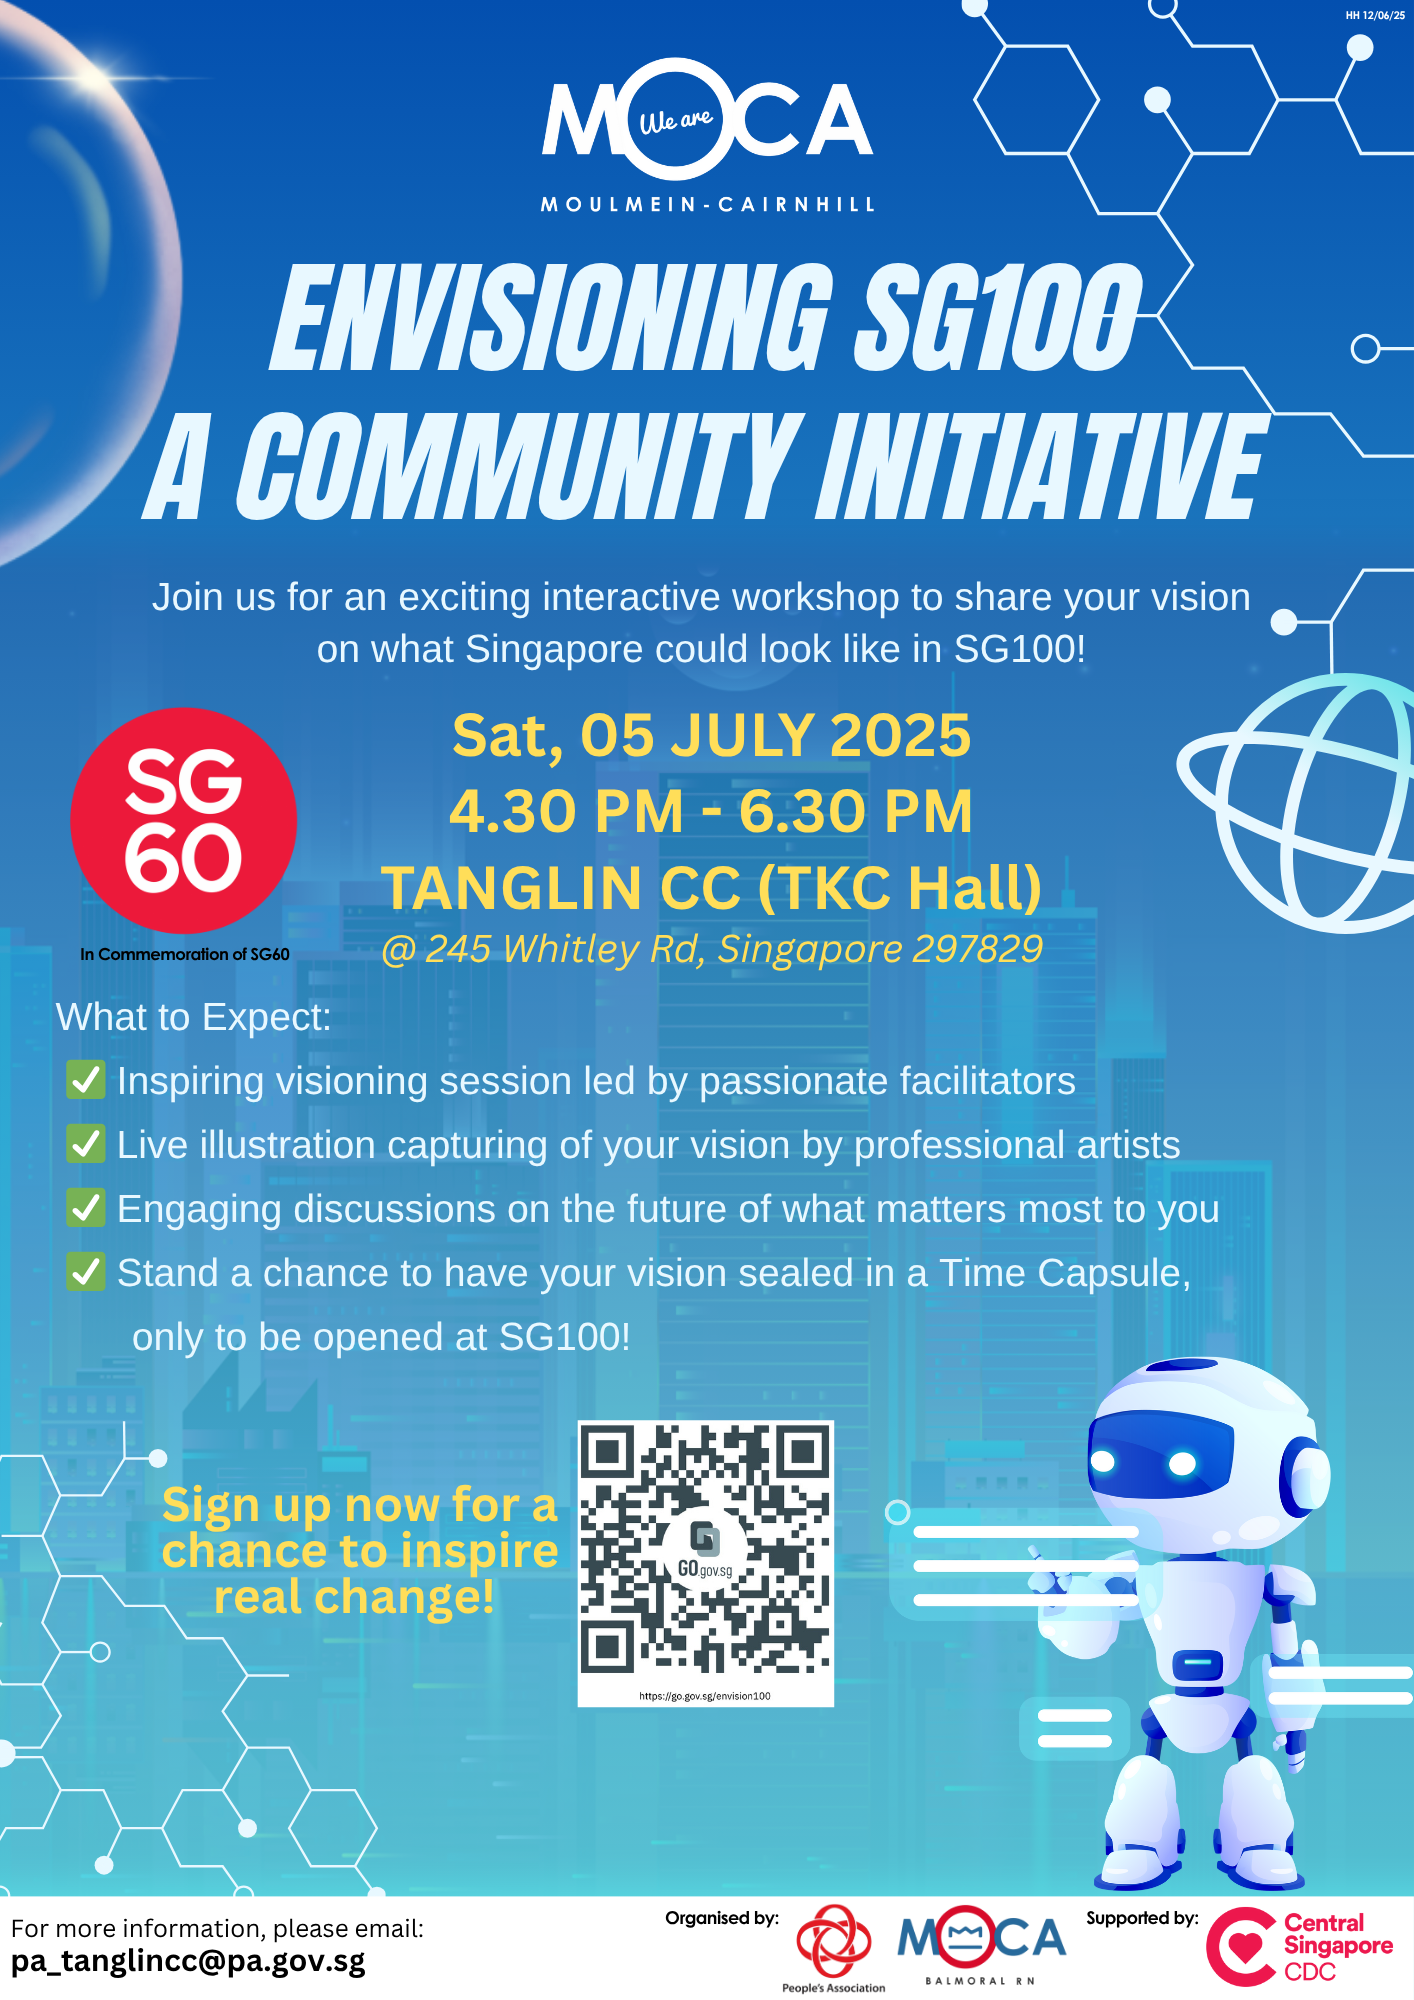 HH 12/06/25
MOCA
We are
MOULMEIN-CAIRNHILL
ENVISIONING SG100
A COMMUNITY INITIATIVE
Join us for an exciting interactive workshop to share your vision
on what Singapore could look like in SG100!
SG
60
In Commemoration of SG60
Sat, 05 JULY 2025
4.30 PM - 6.30 PM
TANGLIN CC (TKC Hall)
@ 245 Whitley Rd, Singapore 297829
What to Expect:
✅ Inspiring visioning session led by passionate facilitators
✅ Live illustration capturing of your vision by professional artists
✅ Engaging discussions on the future of what matters most to you
✅ Stand a chance to have your vision sealed in a Time Capsule,
only to be opened at SG100!
Sign up now for a
chance to inspire
real change!
GO.gov.sg
https://go.gov.sg/envision100
For more information, please email:
pa_tanglincc@pa.gov.sg
Organised by:
People's Association
MOCA
BALMORAL RN
Supported by:
Central
Singapore
CDC